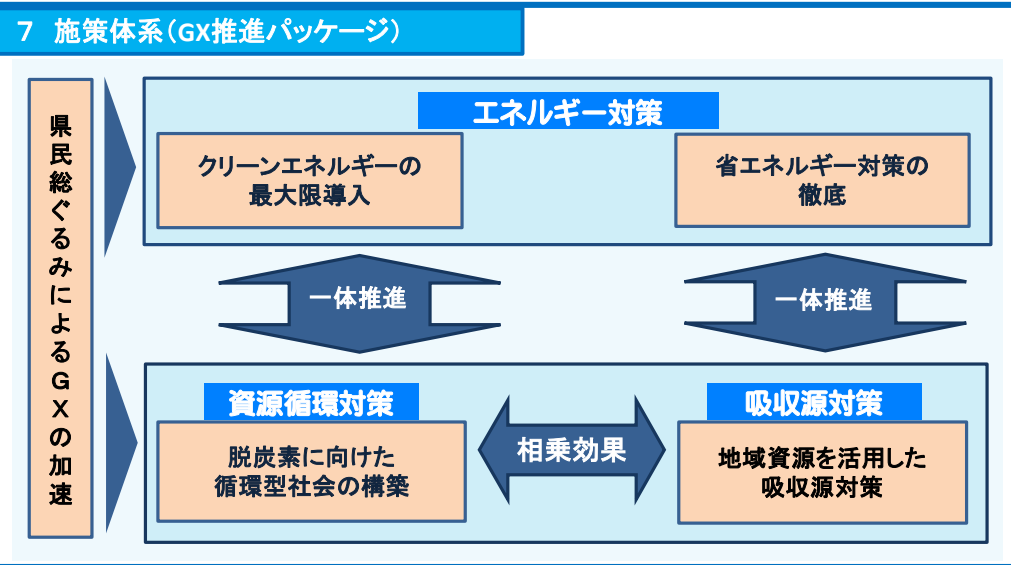 7 施策体系（GX推進パッケージ）
県民総ぐるみによるＧＸの加速
エネルギー対策
クリーンエネルギーの
最大限導入
省エネルギー対策の
徹底
一体推進
一体推進
資源循環対策
脱炭素に向けた
循環型社会の構築
相乗効果
吸収源対策
地域資源を活用した
吸収源対策